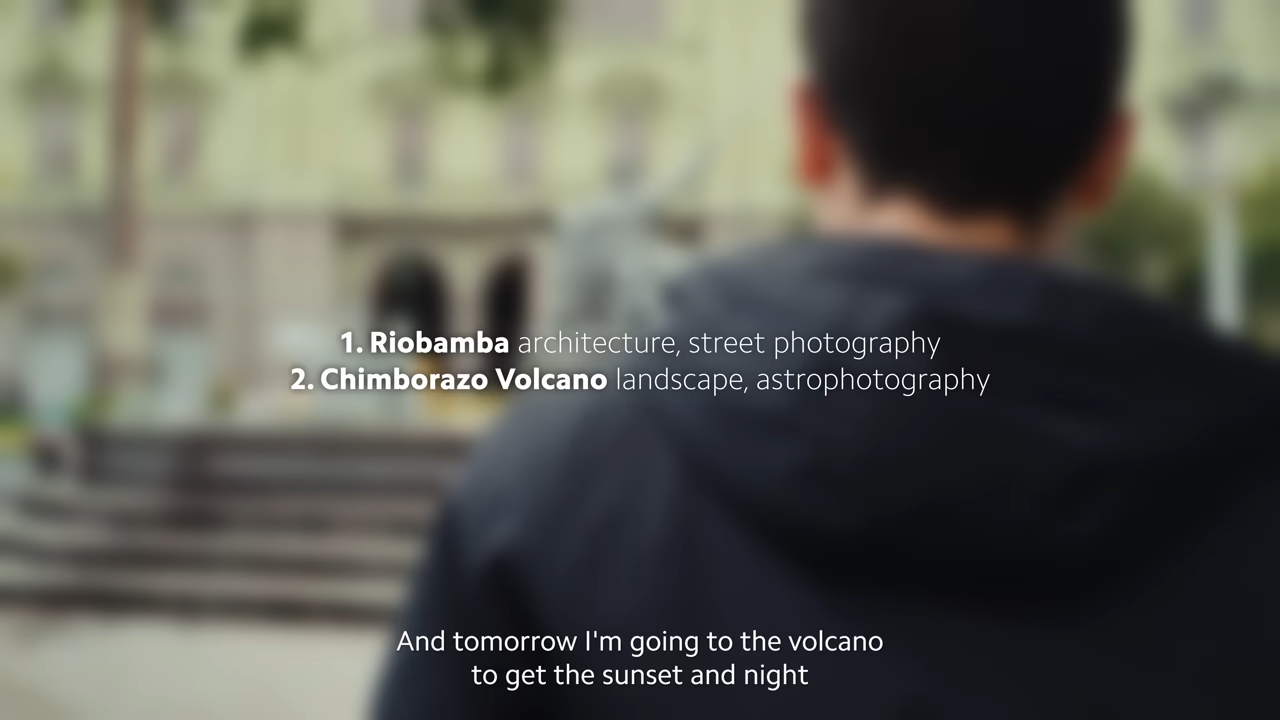 1. Riobamba architecture, street photography
2. Chimborazo Volcano landscape, astrophotography
And tomorrow I'm going to the volcano
to get the sunset and night